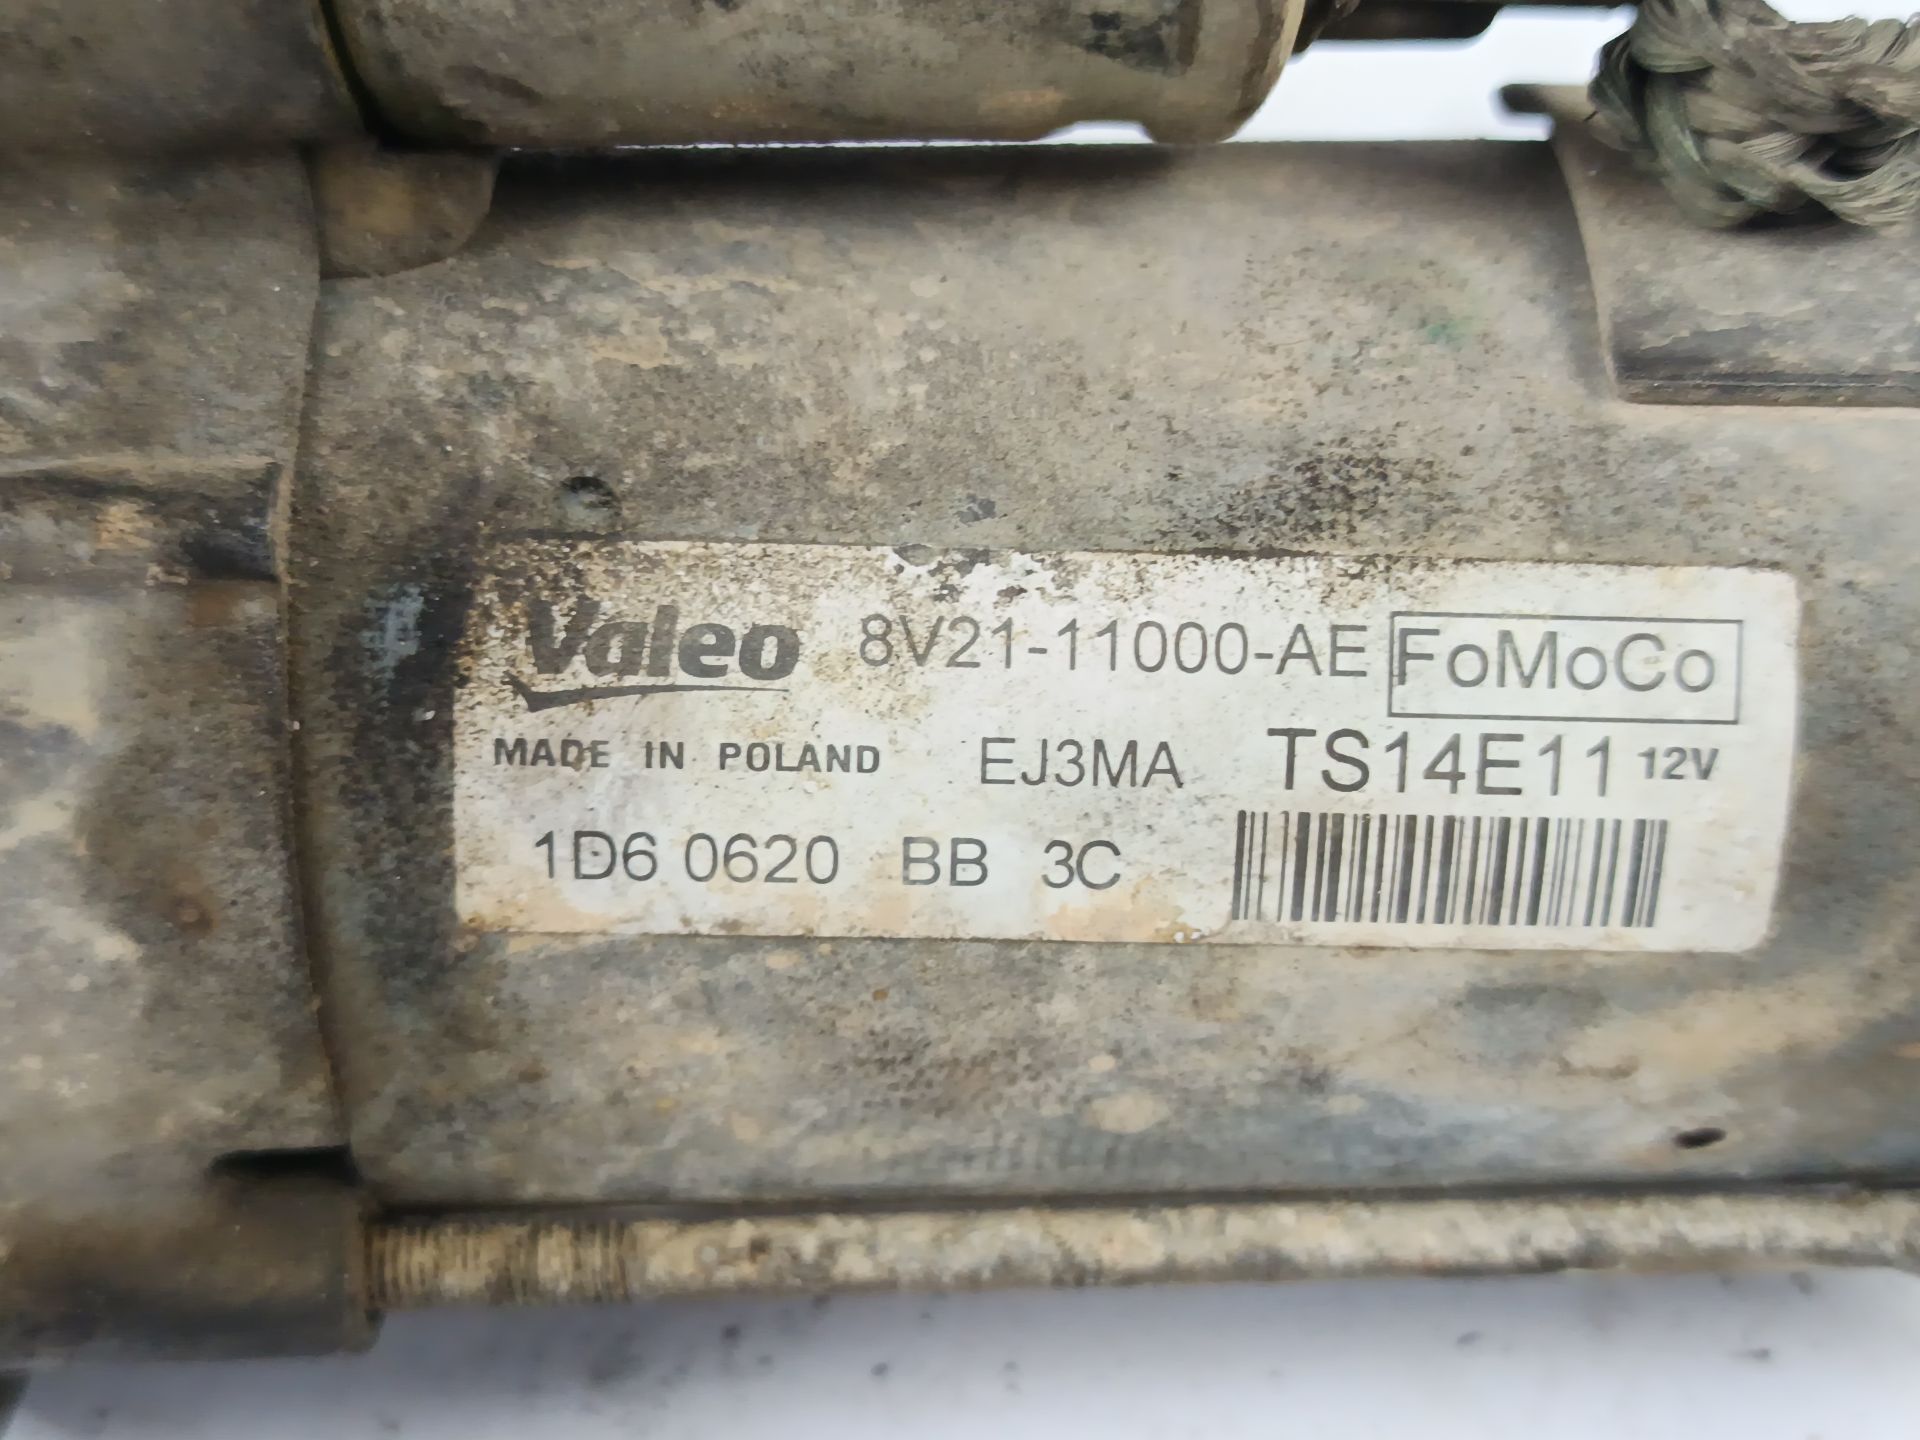 Valeo 8V21-11000-AE FoMoCo
MADE IN POLAND EJ3MA TS14E11 12V
1D6 0620 BB 3C